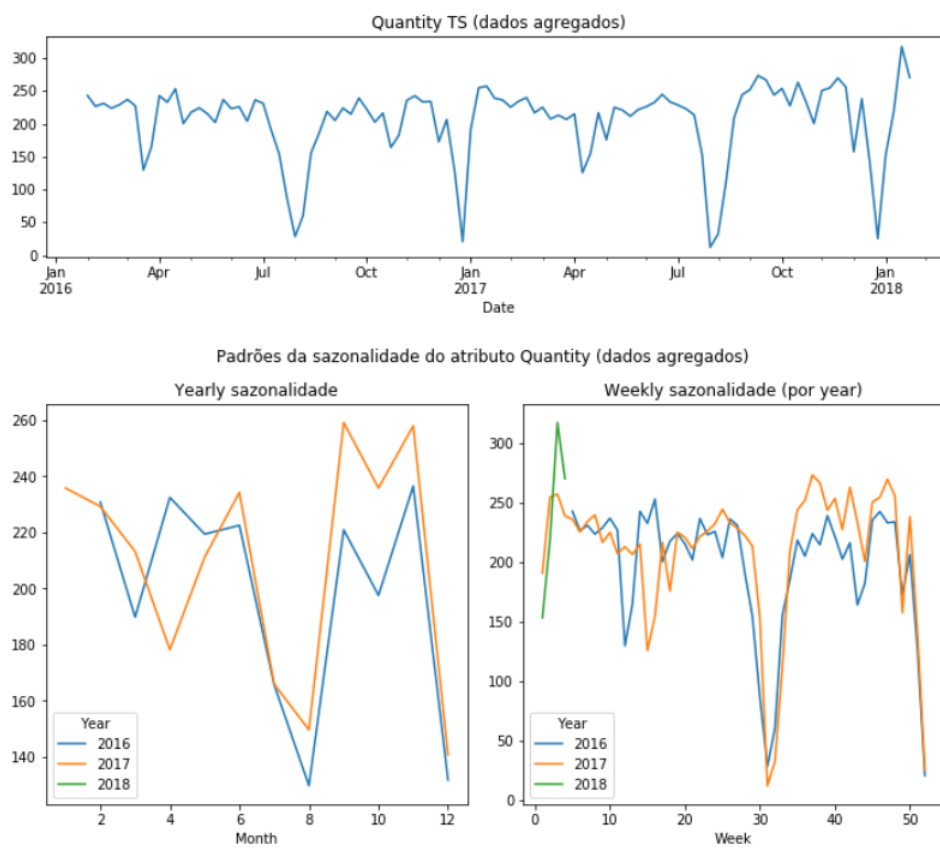 Quantity TS (dados agregados)
300
250
200
150
100
50
0
Jan Apr Jul Oct Jan Apr Jul Oct Jan
2016 2017 2018
Date
Padrões da sazonalidade do atributo Quantity (dados agregados)
Yearly sazonalidade
260
240
220
200
180
160
140
Year
2016
2017
2018
2 4 6 8 10 12
Month
Weekly sazonalidade (por year)
300
250
200
150
100
50
0
Year
2016
2017
2018
0 10 20 30 40 50
Week